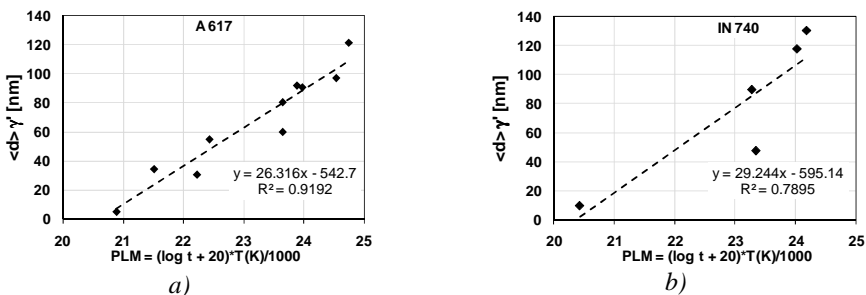 A 617
140
120
100
80
60
40
20
0
<d> γ' [nm]
y = 26.316x - 542.7
R² = 0.9192
20 21 22 23 24 25
PLM = (log t + 20)*T(K)/1000
a)
IN 740
140
120
100
80
60
40
20
0
<d> γ' [nm]
y = 29.244x - 595.14
R² = 0.7895
20 21 22 23 24 25
PLM = (log t + 20)*T(K)/1000
b)